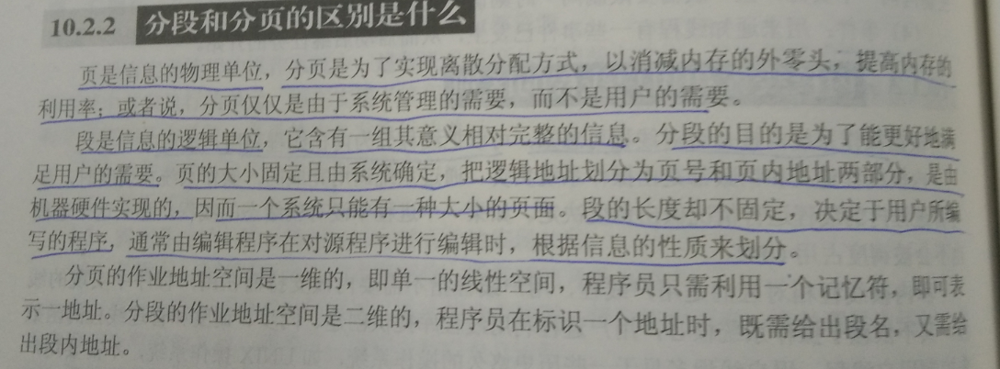 10.2.2 分段和分页的区别是什么
页是信息的物理单位，分页是为了实现离散分配方式，以消减内存的外零头，提高内存的
利用率；或者说，分页仅仅是由于系统管理的需要，而不是用户的需要。
段是信息的逻辑单位，它含有一组其意义相对完整的信息。分段的目的是为了能更好地满
足用户的需要。页的大小固定且由系统确定，把逻辑地址划分为页号和页内地址两部分，是由
机器硬件实现的，因而一个系统只能有一种大小的页面。段的长度却不固定，决定于用户所编
写的程序，通常由编辑程序在对源程序进行编辑时，根据信息的性质来划分。
分页的作业地址空间是一维的，即单一的线性空间，程序员只需利用一个记忆符，即可表
示一地址。分段的作业地址空间是二维的，程序员在标识一个地址时，既需给出段名，又需给
出段内地址。